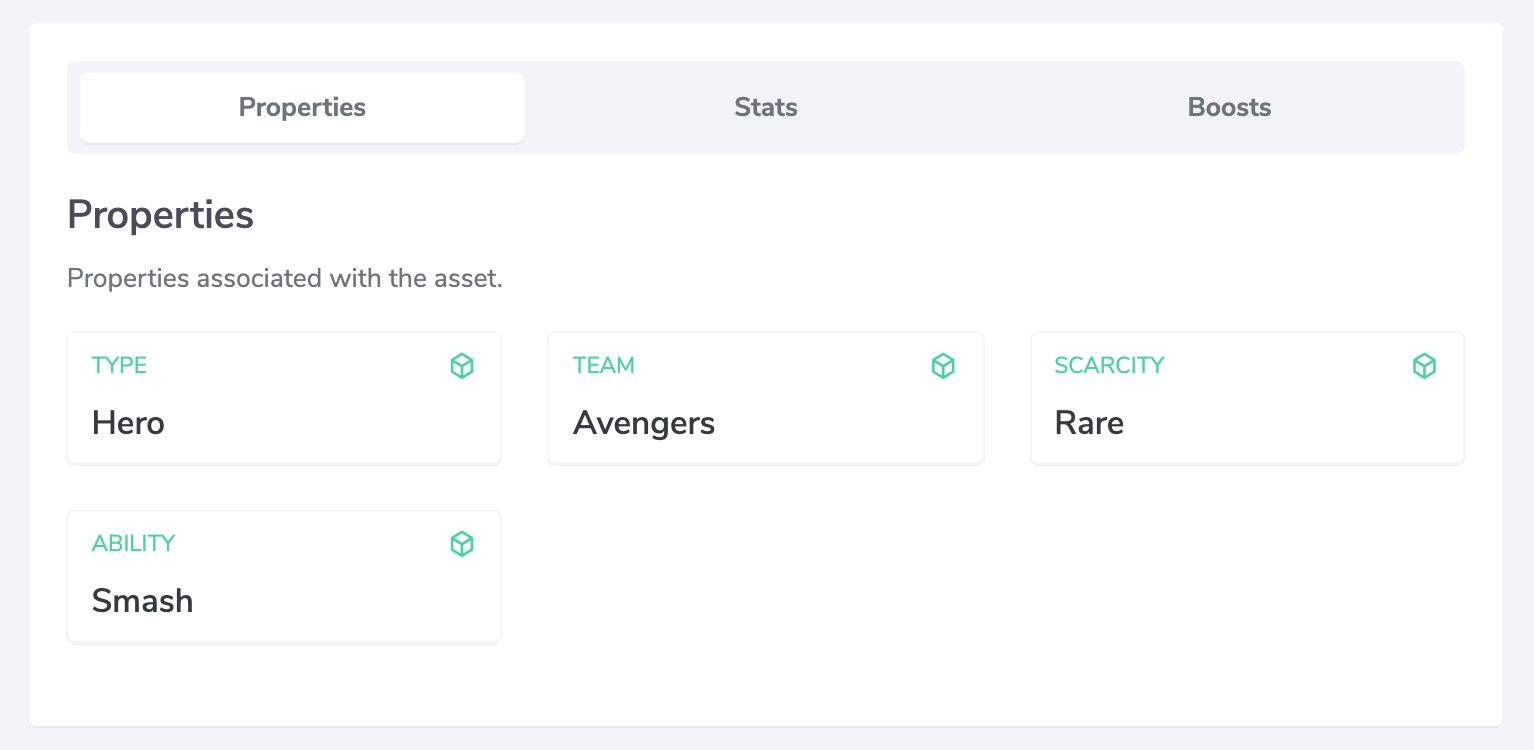 Properties
Stats
Boosts
Properties
Properties associated with the asset.
TYPE
Hero
TEAM
Avengers
SCARCITY
Rare
ABILITY
Smash